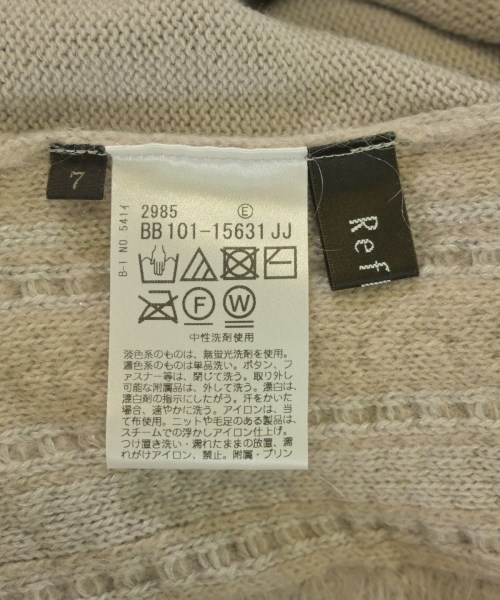 7
B-1 NO 541イ
2985 E
BB101-15631JJ
F W
中性洗剤使用
淡色系のものは、無蛍光洗剤を使用。
濃色系のものは単品洗い。ボタン、フ
ァスナー等は、閉じて洗う。取り外し
可能な附属品は、外して洗う。漂白は、
漂白剤の指示にしたがう。汗をかいた
場合、速やかに洗う。アイロンは、当
て布使用。ニットや毛足のある製品は、
スチームでの浮かしアイロン仕上げ。
つけ置き洗い・濡れたままの放置、濡
れがけアイロン、禁止。附属・プリン
Ref